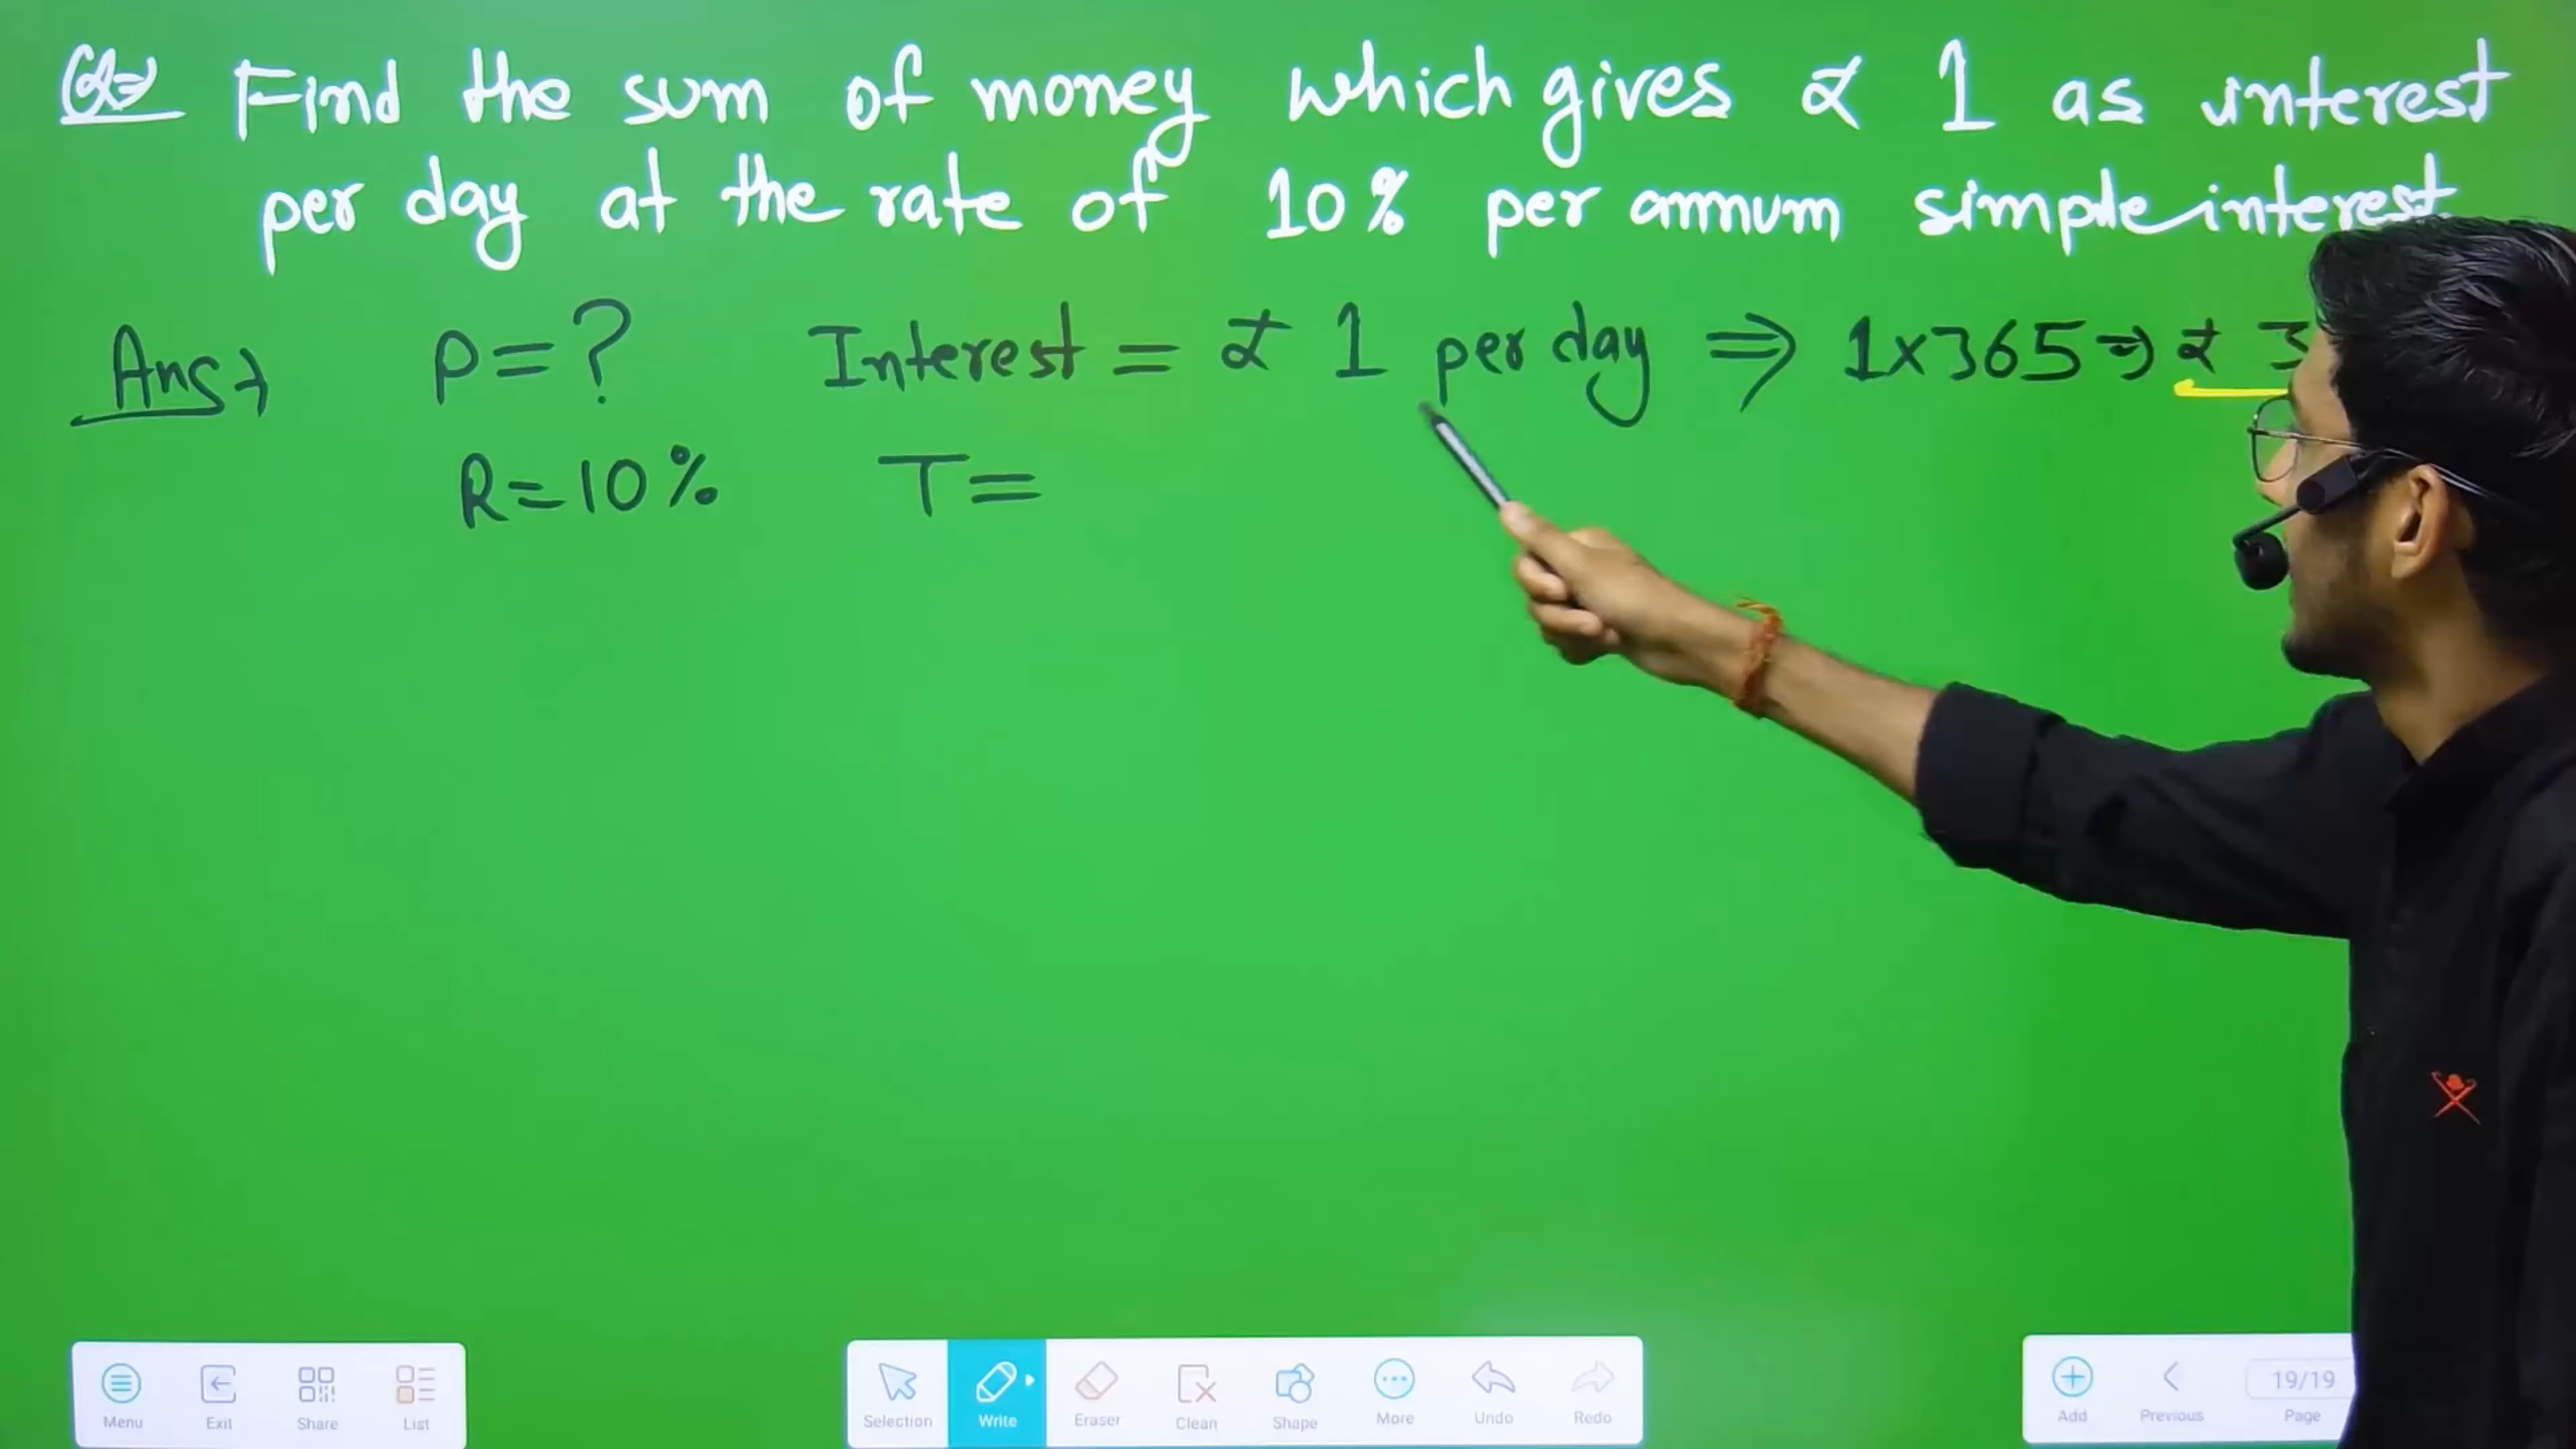 Q⇒ Find the sum of money which gives ₹ 1 as interest
per day at the rate of 10% per annum simple interest
Ans→ P=? Interest = ₹ 1 per day ⇒ 1×365⇒ ₹ 3
R=10% T=
Menu Exit Share List
Selection Write Eraser Clean Shape More Undo Redo
Add Previous 19/19 Page